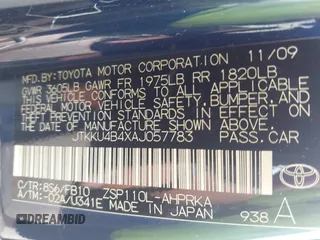 MFD.BY:TOYOTA MOTOR CORPORATION 11/09
GVWR 3605LB GAWR FR 1975LB RR 1820LB
THIS VEHICLE CONFORMS TO ALL APPLICABLE
FEDERAL MOTOR VEHICLE SAFETY, BUMPER, AND
THEFT PREVENTION STANDARDS IN EFFECT ON
THE DATE OF MANUFACTURE SHOWN ABOVE.
JTKKU4B4XAJ057783 PASS.CAR
C/TR:8S6/FB10 ZSP110L-AHPRKA
A/TM:-02A/U341E MADE IN JAPAN
TOYOTA
938 A
DREAMBID